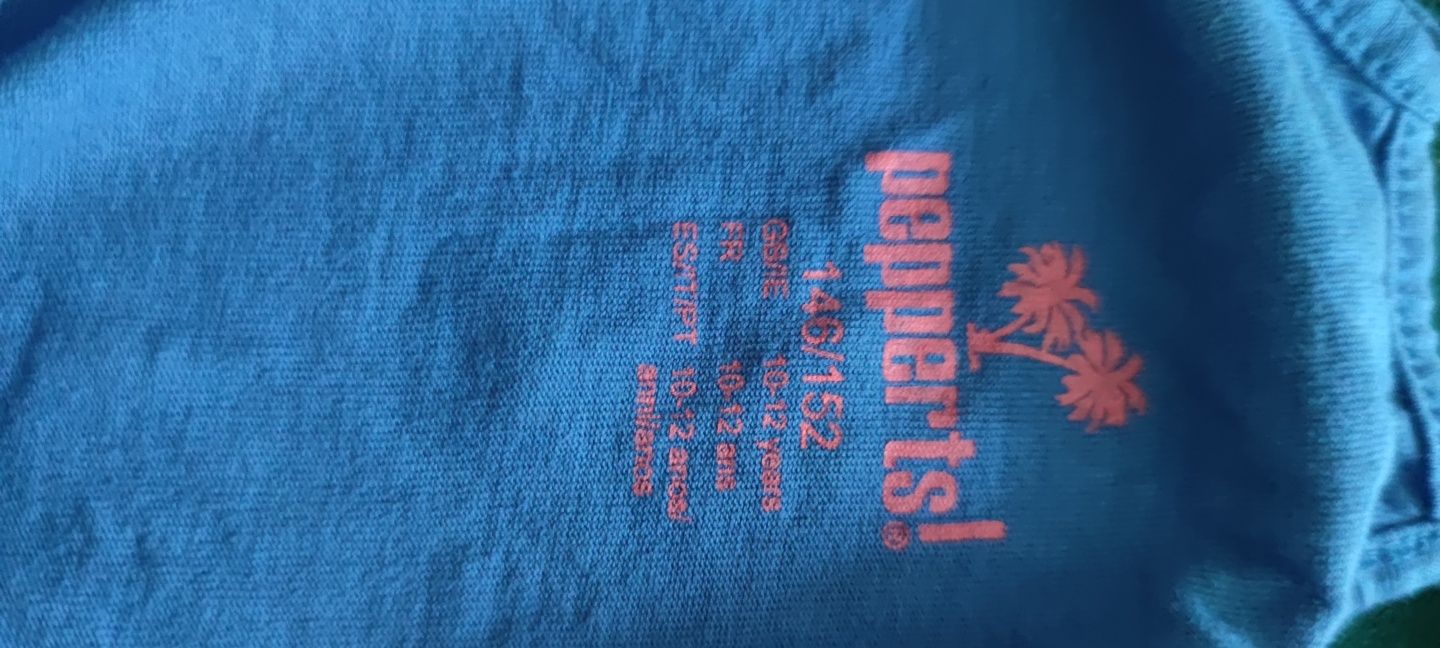 pepperts!®
146/152
GB/IE 10-12 years
FR 10-12 ans
ES/IT/PT 10-12 años/
anni/anos